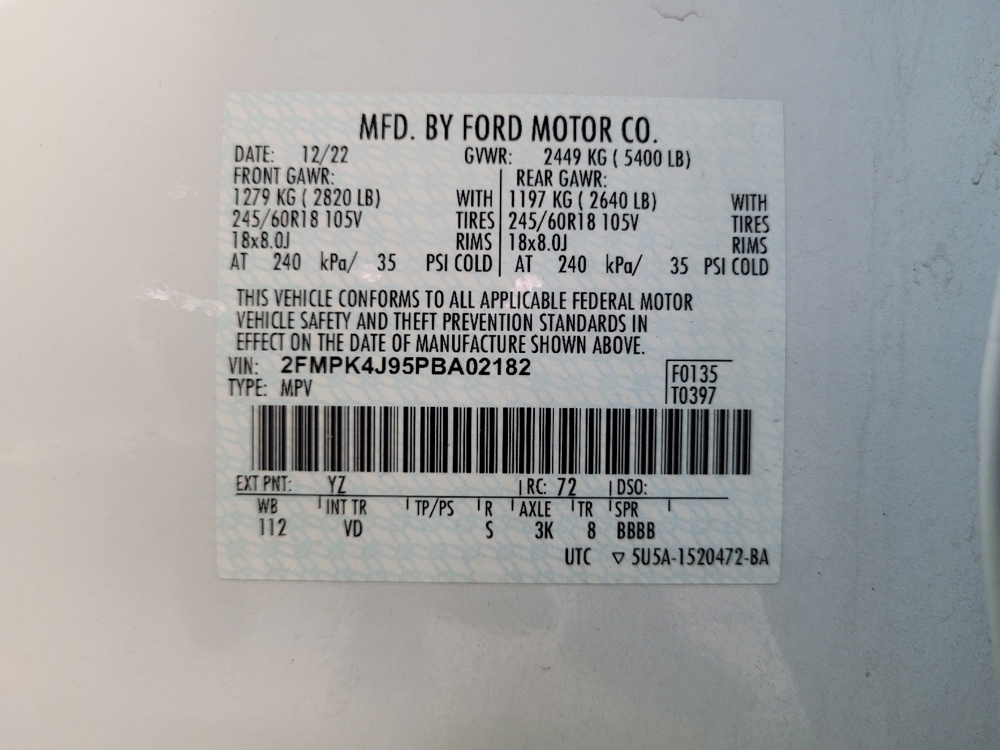 MFD. BY FORD MOTOR CO.
DATE: 12/22 GVWR: 2449 KG ( 5400 LB)
FRONT GAWR: REAR GAWR:
1279 KG ( 2820 LB) WITH 1197 KG ( 2640 LB) WITH
245/60R18 105V TIRES 245/60R18 105V TIRES
18x8.0J RIMS 18x8.0J RIMS
AT 240 kPa/ 35 PSI COLD AT 240 kPa/ 35 PSI COLD
THIS VEHICLE CONFORMS TO ALL APPLICABLE FEDERAL MOTOR
VEHICLE SAFETY AND THEFT PREVENTION STANDARDS IN
EFFECT ON THE DATE OF MANUFACTURE SHOWN ABOVE.
VIN: 2FMPK4J95PBA02182 F0135
TYPE: MPV T0397
EXT PNT: YZ RC: 72 DSO:
WB INT TR TP/PS R AXLE TR SPR
112 VD S 3K 8 BBBB
UTC ▽ 5U5A-1520472-BA